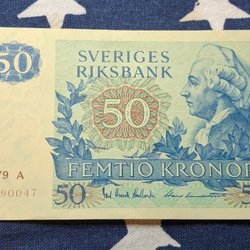 50
SVERIGES
RIKSBANK
50
79 A
90047
FEMTIO KRONOR
50